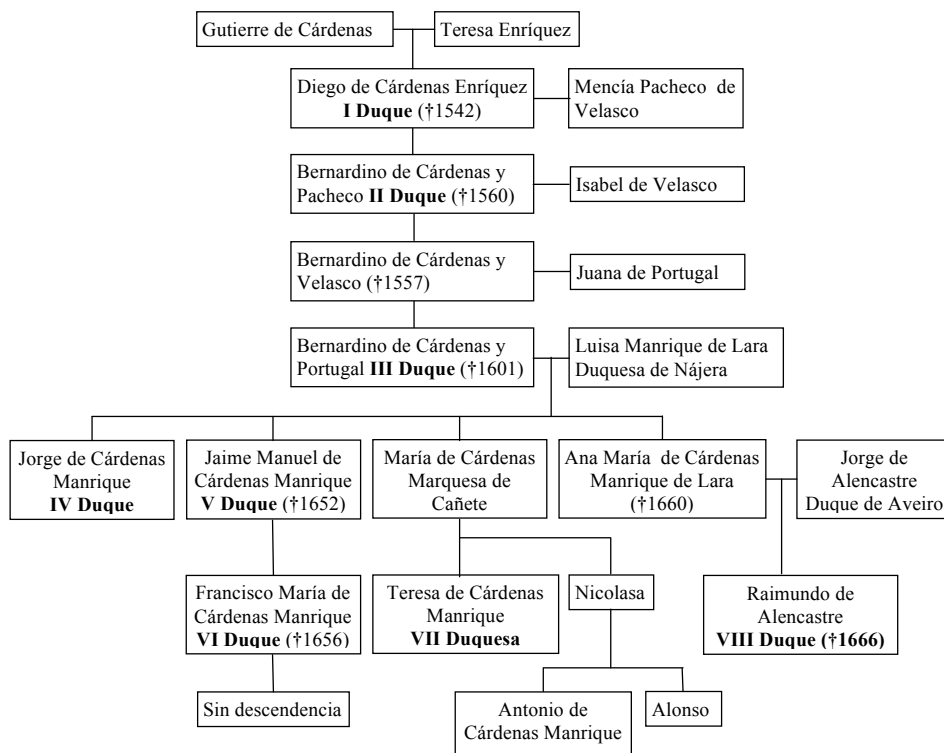 Gutierre de Cárdenas
Teresa Enríquez
Diego de Cárdenas Enríquez
I Duque (†1542)
Mencía Pacheco de
Velasco
Bernardino de Cárdenas y
Pacheco II Duque (†1560)
Isabel de Velasco
Bernardino de Cárdenas y
Velasco (†1557)
Juana de Portugal
Bernardino de Cárdenas y
Portugal III Duque (†1601)
Luisa Manrique de Lara
Duquesa de Nájera
Jorge de Cárdenas
Manrique
IV Duque
Jaime Manuel de
Cárdenas Manrique
V Duque (†1652)
María de Cárdenas
Marquesa de
Cañete
Ana María de Cárdenas
Manrique de Lara
(†1660)
Jorge de
Alencastre
Duque de Aveiro
Francisco María de
Cárdenas Manrique
VI Duque (†1656)
Teresa de Cárdenas
Manrique
VII Duquesa
Nicolasa
Raimundo de
Alencastre
VIII Duque (†1666)
Sin descendencia
Antonio de
Cárdenas Manrique
Alonso